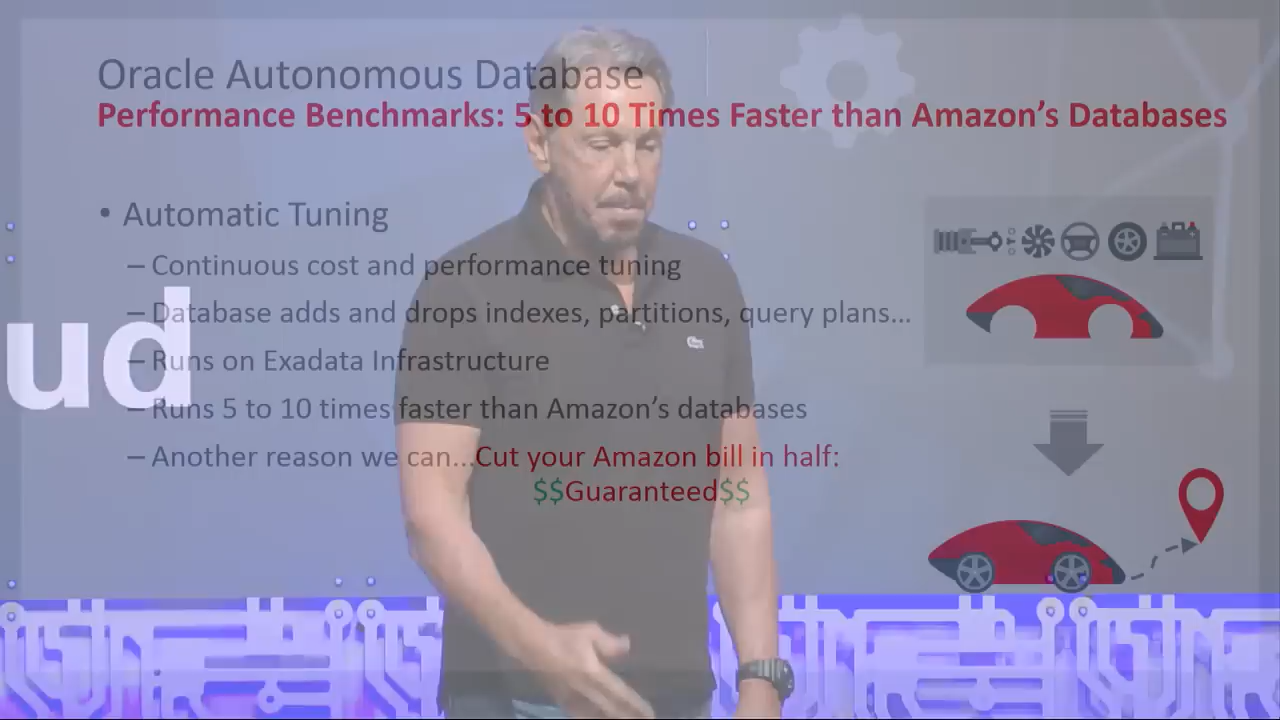 Oracle Autonomous Database
Performance Benchmarks: 5 to 10 Times Faster than Amazon’s Databases
• Automatic Tuning
– Continuous cost and performance tuning
– Database adds and drops indexes, partitions, query plans…
– Runs on Exadata Infrastructure
– Runs 5 to 10 times faster than Amazon’s databases
– Another reason we can...Cut your Amazon bill in half:
$$Guaranteed$$
ud